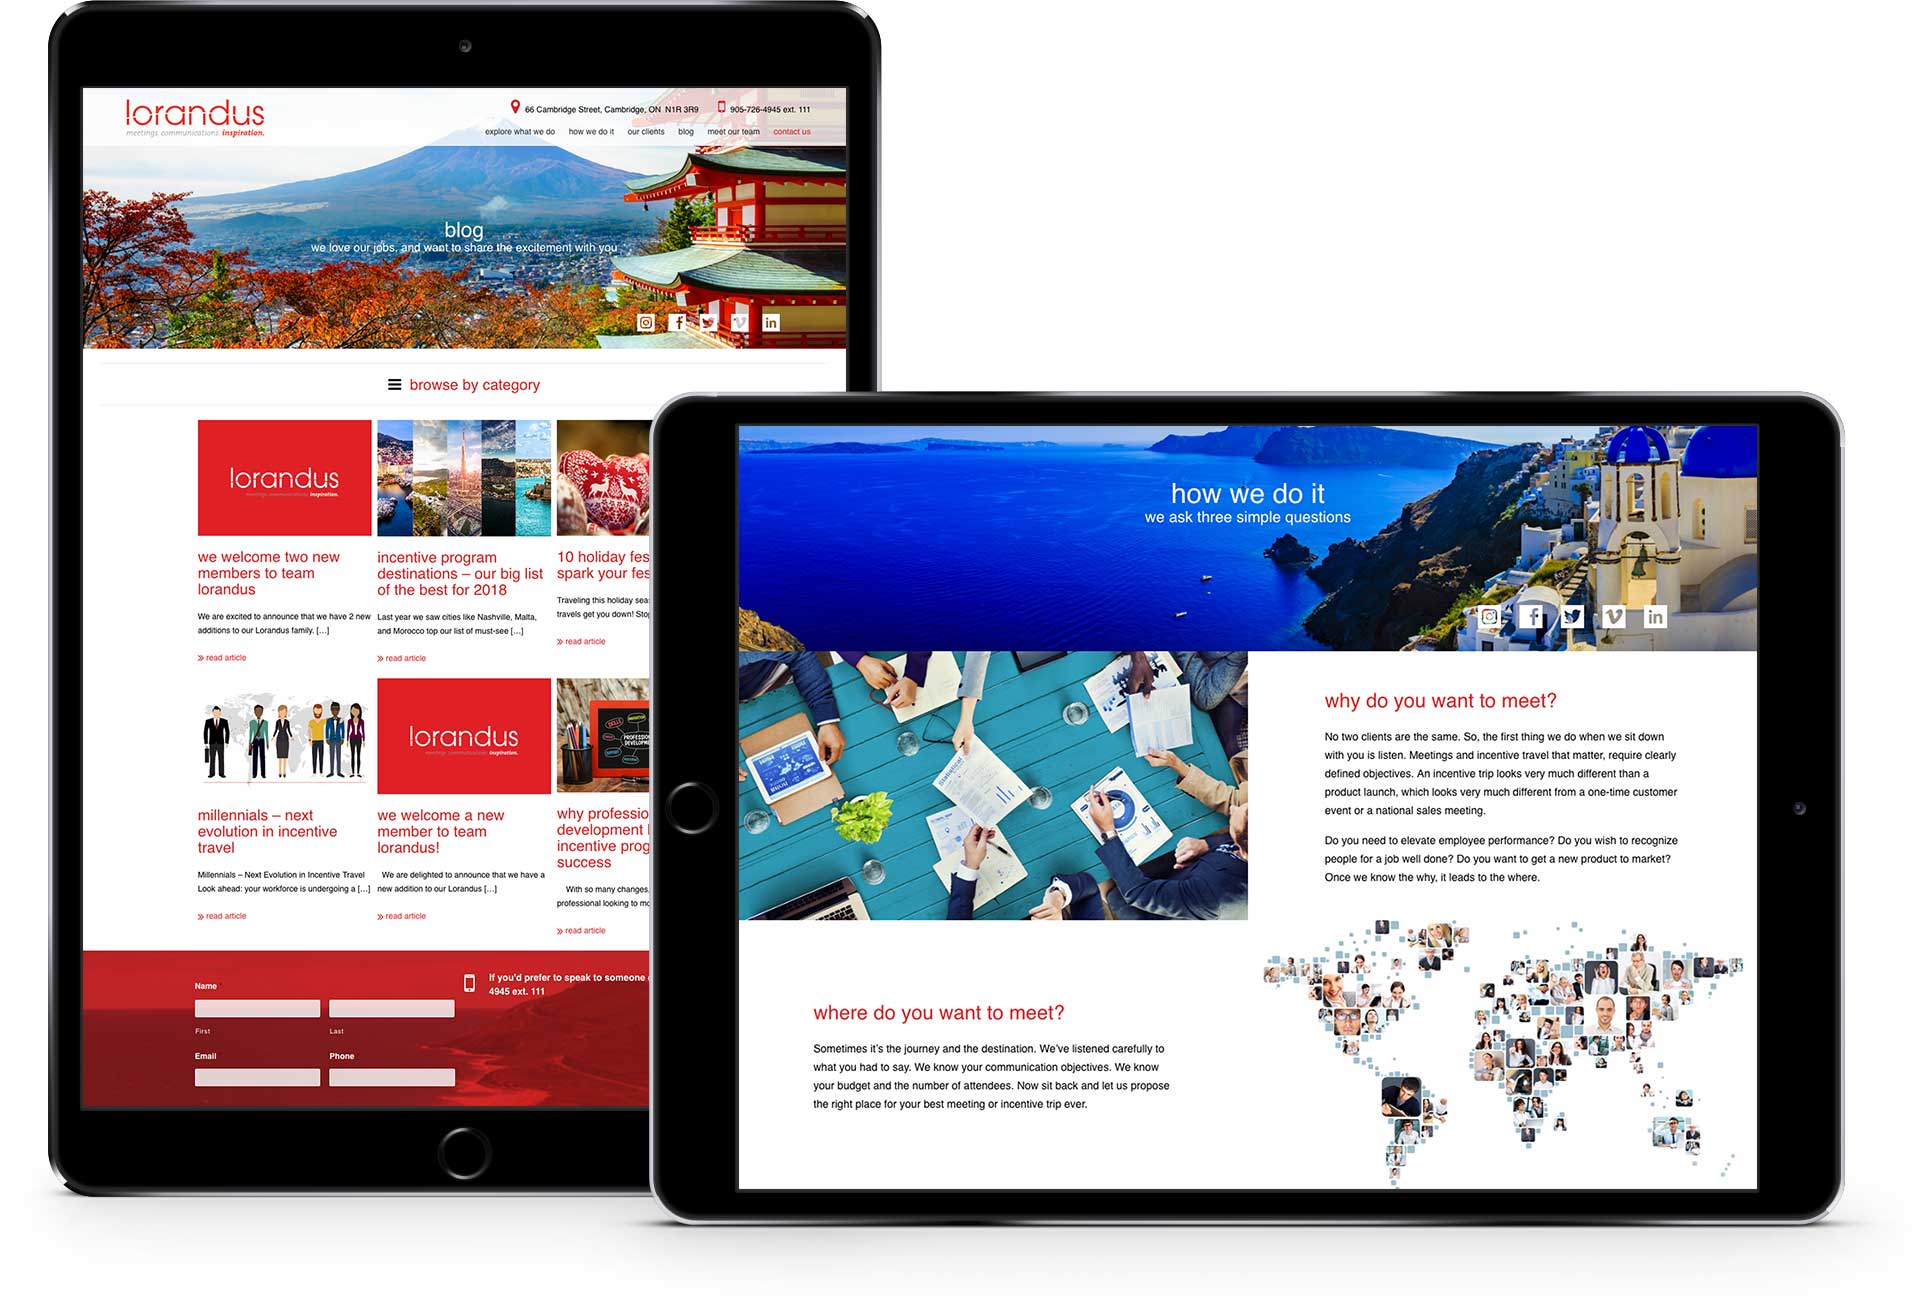 lorandus
meetings. communications. inspiration.
66 Cambridge Street, Cambridge, ON N1R 3R9
905-726-4945 ext. 111
explore what we do how we do it our clients blog meet our team contact us
blog
we love our jobs, and want to share the excitement with you
browse by category
lorandus
meetings. communications. inspiration.
we welcome two new
members to team
lorandus
We are excited to announce that we have 2 new
additions to our Lorandus family. […]
» read article
incentive program
destinations – our big list
of the best for 2018
Last year we saw cities like Nashville, Malta,
and Morocco top our list of must-see […]
» read article
10 holiday fes
spark your fes
Traveling this holiday sea
travels get you down! Sto
» read article
millennials – next
evolution in incentive
travel
Millennials – Next Evolution in Incentive Travel
Look ahead: your workforce is undergoing a […]
» read article
lorandus
meetings. communications. inspiration.
we welcome a new
member to team
lorandus!
We are delighted to announce that we have a
new addition to our Lorandus […]
» read article
SKILLS
PROFESSION
DEVELOPM
why professio
development
incentive prog
success
With so many changes,
professional looking to mo
» read article
Name
First
Last
Email
Phone
If you'd prefer to speak to someone
4945 ext. 111
how we do it
we ask three simple questions
Statistical
why do you want to meet?
No two clients are the same. So, the first thing we do when we sit down
with you is listen. Meetings and incentive travel that matter, require clearly
defined objectives. An incentive trip looks very much different than a
product launch, which looks very much different from a one-time customer
event or a national sales meeting.
Do you need to elevate employee performance? Do you wish to recognize
people for a job well done? Do you want to get a new product to market?
Once we know the why, it leads to the where.
where do you want to meet?
Sometimes it's the journey and the destination. We've listened carefully to
what you had to say. We know your communication objectives. We know
your budget and the number of attendees. Now sit back and let us propose
the right place for your best meeting or incentive trip ever.